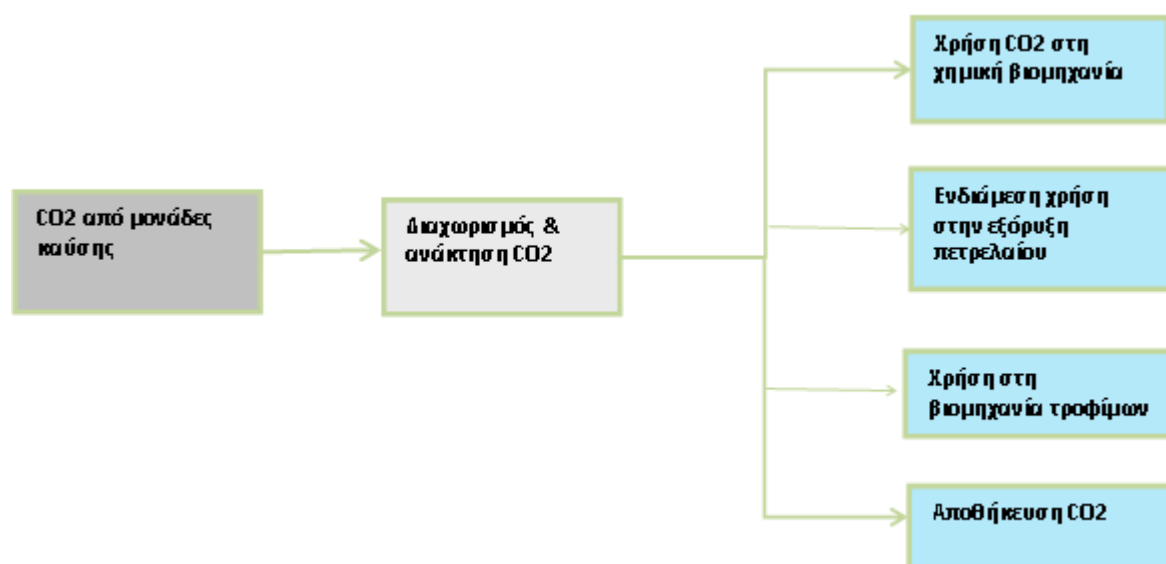 CO2 από μονάδες
καύσης
Διαχωρισμός &
ανάκτηση CO2
Χρήση CO2 στη
χημική βιομηχανία
Ενδιάμεση χρήση
στην εξόρυξη
πετρελαίου
Χρήση στη
βιομηχανία τροφίμων
Αποθήκευση CO2